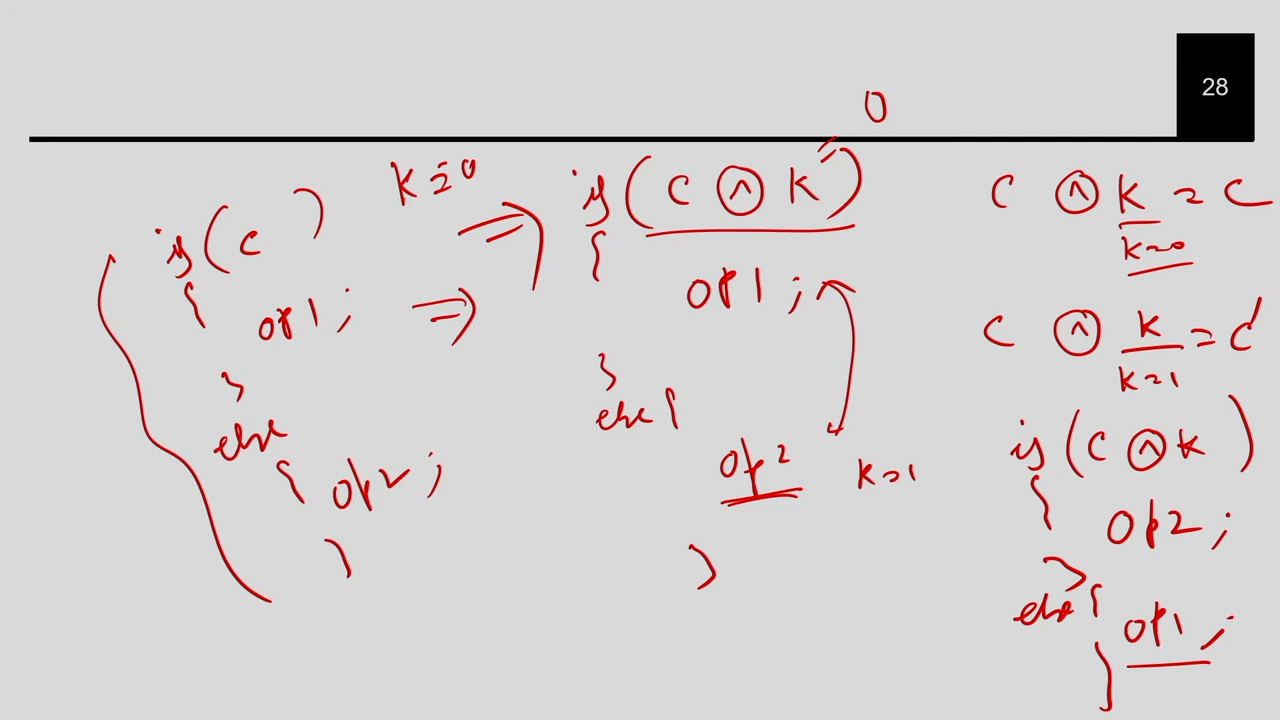 28
if ( c )
{
op1 ;
}
else
{ op2 ;
}
k = 0
⇒
⇒
0
if ( c ⊕ k )
{
op1 ;
}
else {
op2
k = 1
}
c ⊕ k = c
k = 0
c ⊕ k = c'
k = 1
if ( c ⊕ k )
{
op2 ;
}
else {
op1 ;
}